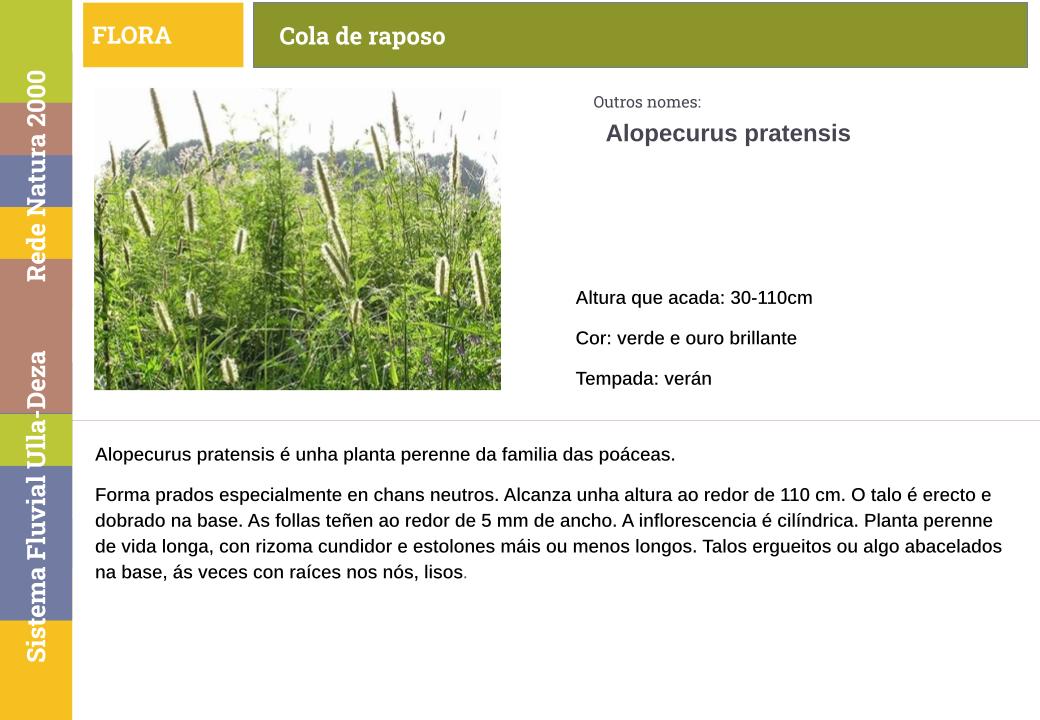 FLORA
Cola de raposo
Rede Natura 2000
Sistema Fluvial Ulla-Deza
Outros nomes:
Alopecurus pratensis
Altura que acada: 30-110cm
Cor: verde e ouro brillante
Tempada: verán
Alopecurus pratensis é unha planta perenne da familia das poáceas.
Forma prados especialmente en chans neutros. Alcanza unha altura ao redor de 110 cm. O talo é erecto e
dobrado na base. As follas teñen ao redor de 5 mm de ancho. A inflorescencia é cilíndrica. Planta perenne
de vida longa, con rizoma cundidor e estolones máis ou menos longos. Talos ergueitos ou algo abacelados
na base, ás veces con raíces nos nós, lisos.